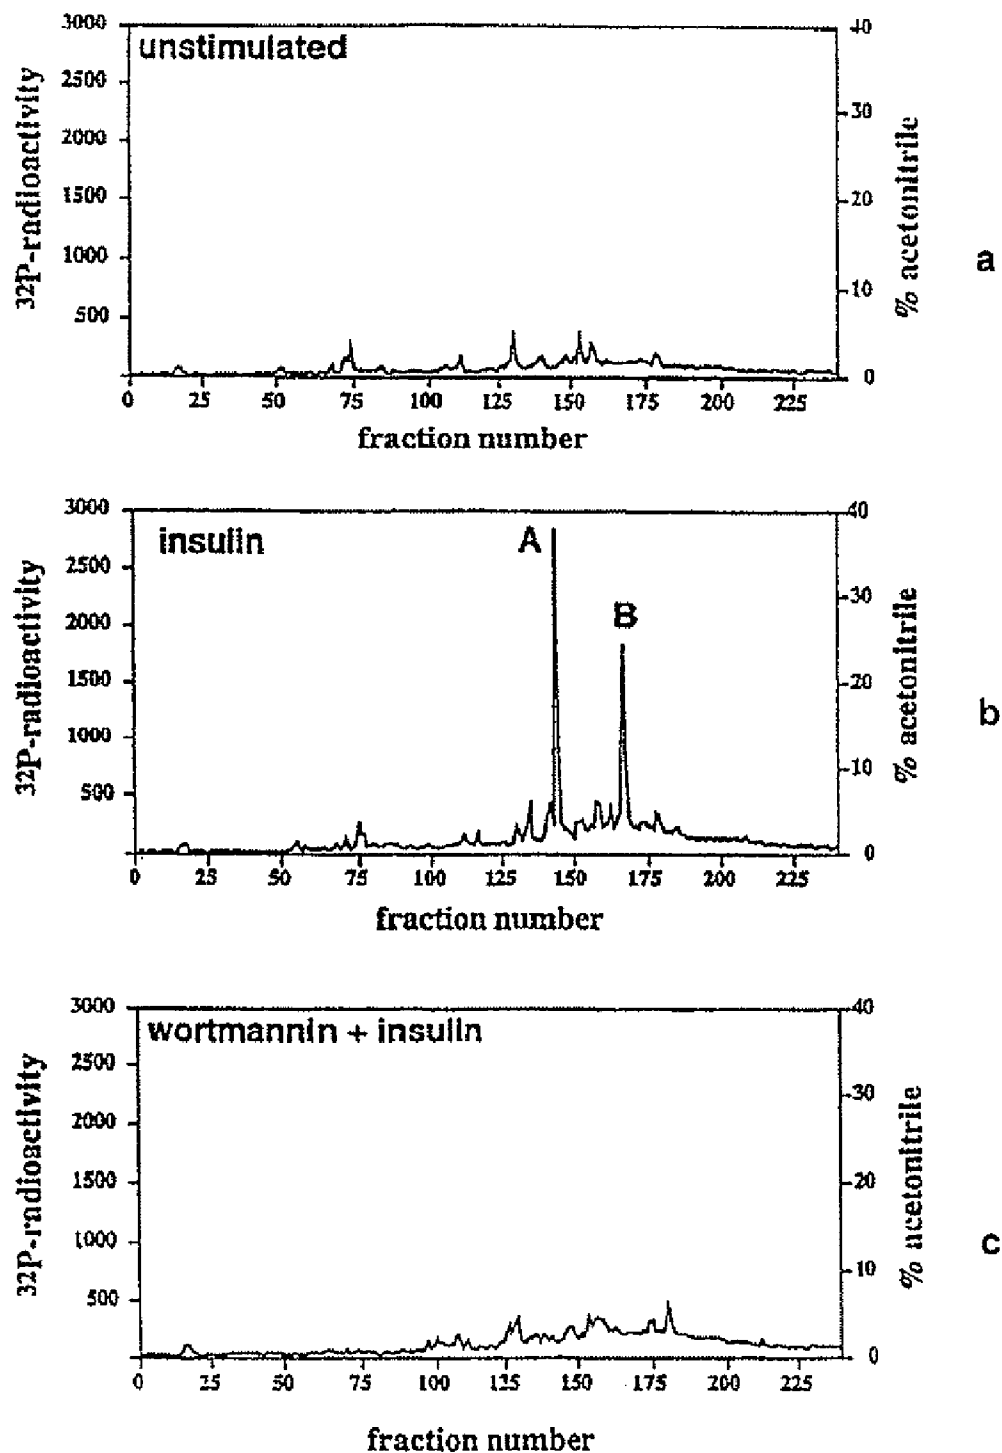 unstimulated
3000
2500
2000
1500
1000
500
32P-radioactivity
40
30
20
10
0
% acetonitrile
a
0 25 50 75 100 125 150 175 200 225
fraction number
insulin
A
B
3000
2500
2000
1500
1000
500
32P-radioactivity
40
30
20
10
0
% acetonitrile
b
0 25 50 75 100 125 150 175 200 225
fraction number
wortmannin + insulin
3000
2500
2000
1500
1000
500
32P-radioactivity
40
30
20
10
0
% acetonitrile
c
0 25 50 75 100 125 150 175 200 225
fraction number